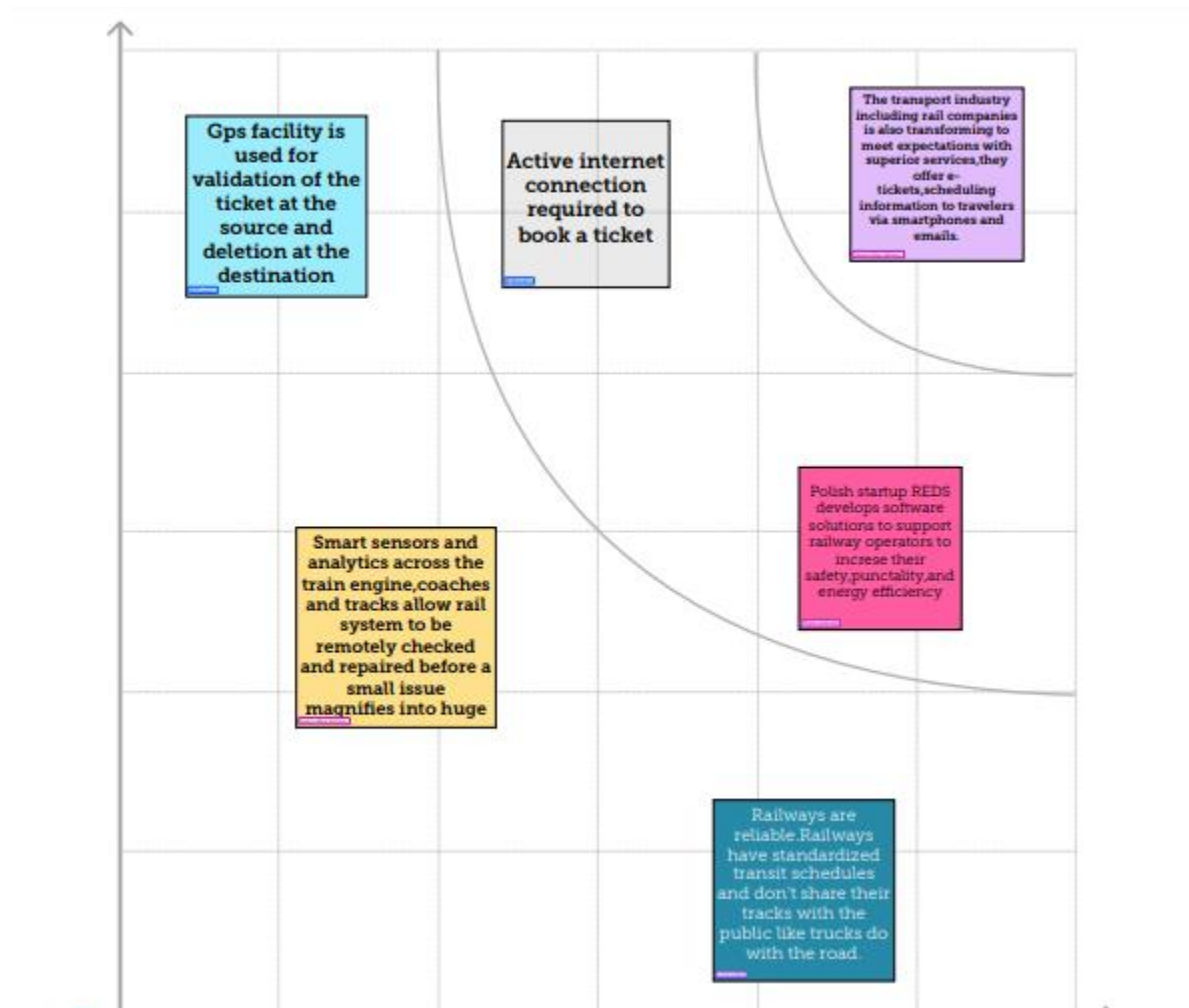 Gps facility is
used for
validation of the
ticket at the
source and
deletion at the
destination
Active internet
connection
required to
book a ticket
The transport industry
including rail companies
is also transforming to
meet expectations with
superior services,they
offer e-
tickets,scheduling
information to travelers
via smartphones and
emails.
Polish startup REDS
develops software
solutions to support
railway operators to
increse their
safety,punctality,and
energy efficiency
Smart sensors and
analytics across the
train engine,coaches
and tracks allow rail
system to be
remotely checked
and repaired before a
small issue
magnifies into huge
Railways are
reliable.Railways
have standardized
transit schedules
and don't share their
tracks with the
public like trucks do
with the road.